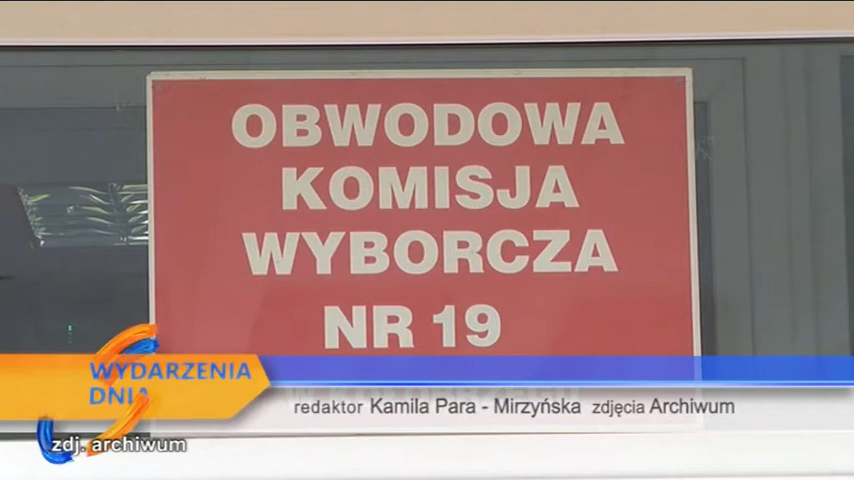 OBWODOWA
KOMISJA
WYBORCZA
NR 19
WYDARZENIA
DNIA
redaktor Kamila Para - Mirzyńska zdjęcia Archiwum
zdj. archiwum